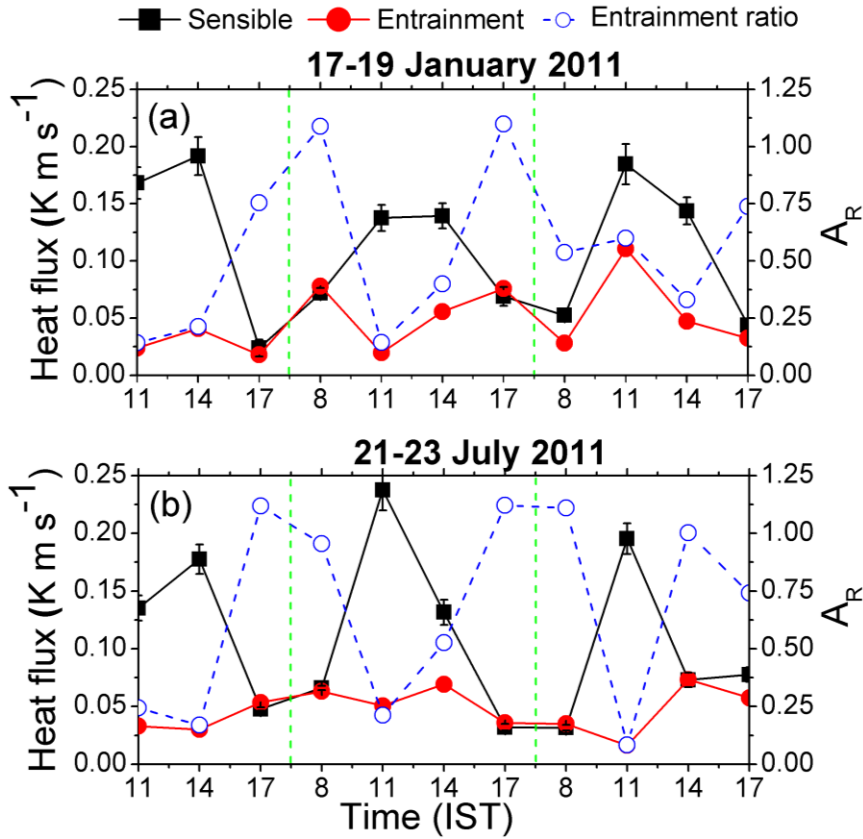 Sensible Entrainment Entrainment ratio
17-19 January 2011
(a)
Heat flux (K m s⁻¹)
0.25
0.20
0.15
0.10
0.05
0.00
1.25
1.00
0.75
0.50
0.25
0.00
A_R
11 14 17 8 11 14 17 8 11 14 17
21-23 July 2011
(b)
Heat flux (K m s⁻¹)
0.25
0.20
0.15
0.10
0.05
0.00
1.25
1.00
0.75
0.50
0.25
0.00
A_R
11 14 17 8 11 14 17 8 11 14 17
Time (IST)